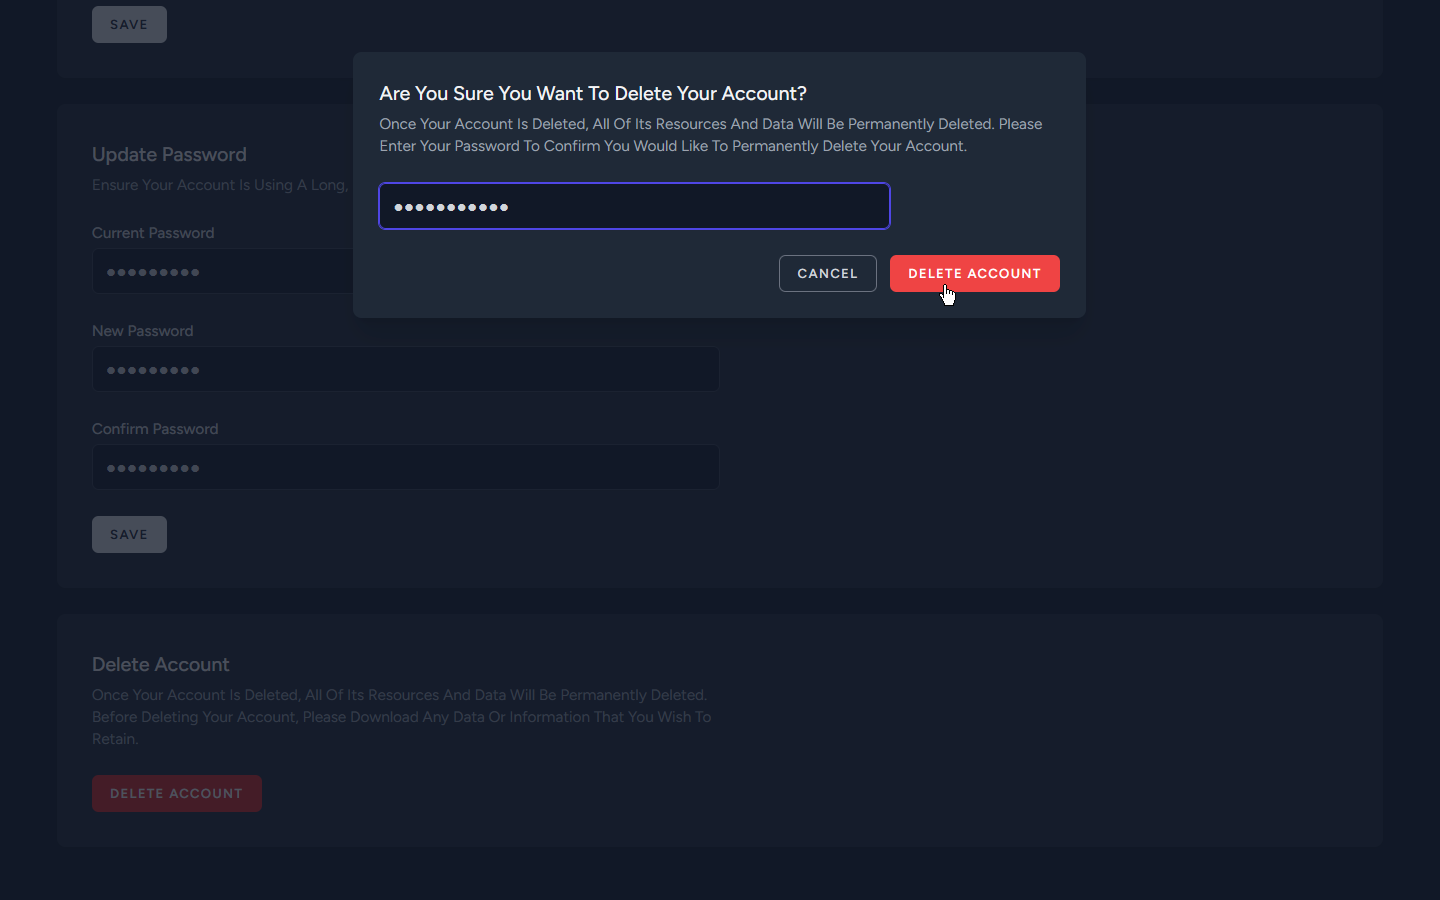 SAVE
Are You Sure You Want To Delete Your Account?
Once Your Account Is Deleted, All Of Its Resources And Data Will Be Permanently Deleted. Please
Enter Your Password To Confirm You Would Like To Permanently Delete Your Account.
CANCEL
DELETE ACCOUNT
Update Password
Ensure Your Account Is Using A Long,
Current Password
New Password
Confirm Password
SAVE
Delete Account
Once Your Account Is Deleted, All Of Its Resources And Data Will Be Permanently Deleted.
Before Deleting Your Account, Please Download Any Data Or Information That You Wish To
Retain.
DELETE ACCOUNT